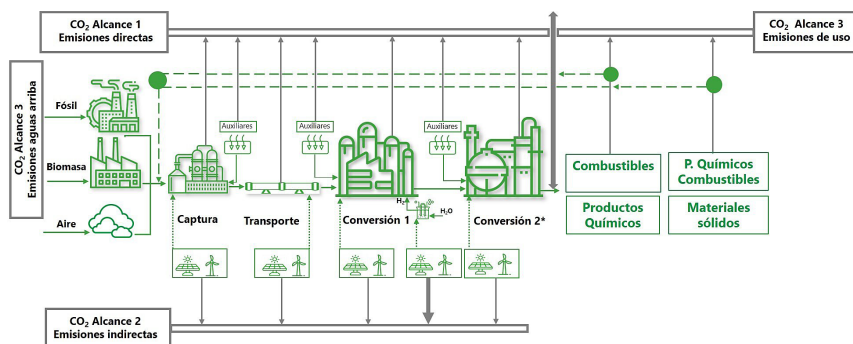 CO₂ Alcance 1
Emisiones directas
CO₂ Alcance 3
Emisiones de uso
CO₂ Alcance 3
Emisiones aguas arriba
Fósil
Biomasa
Aire
Auxiliares
Auxiliares
Auxiliares
Captura
Transporte
Conversión 1
H₂
H₂O
Conversión 2*
Combustibles
P. Químicos
Combustibles
Productos
Químicos
Materiales
sólidos
CO₂ Alcance 2
Emisiones indirectas